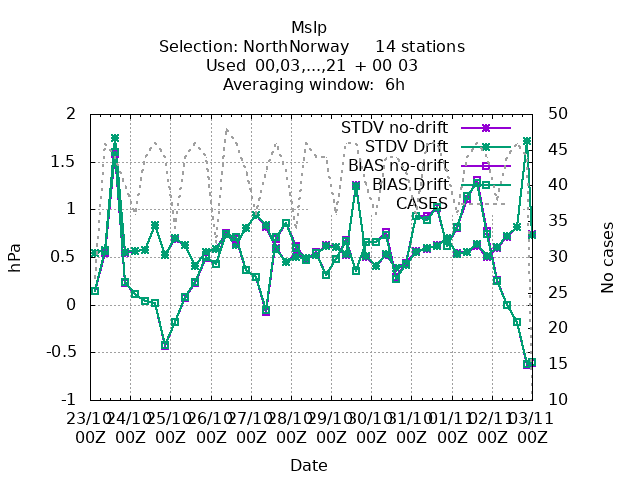 Mslp
Selection: NorthNorway     14 stations
Used  00,03,...,21  + 00 03
Averaging window:  6h
2
1.5
1
0.5
0
-0.5
-1
hPa
50
45
40
35
30
25
20
15
10
No cases
STDV no-drift
STDV Drift
BIAS no-drift
BIAS Drift
CASES
23/10 24/10 25/10 26/10 27/10 28/10 29/10 30/10 31/10 01/11 02/11 03/11
00Z 00Z 00Z 00Z 00Z 00Z 00Z 00Z 00Z 00Z 00Z 00Z
Date